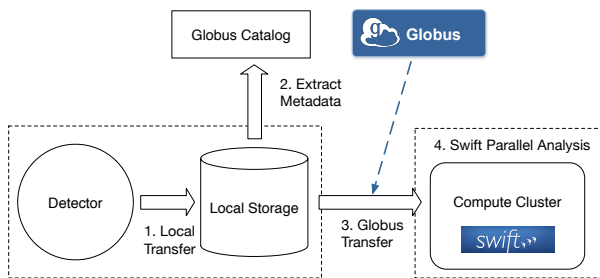 Globus Catalog
g Globus
2. Extract
Metadata
4. Swift Parallel Analysis
Detector
Local Storage
Compute Cluster
1. Local
Transfer
3. Globus
Transfer
swift